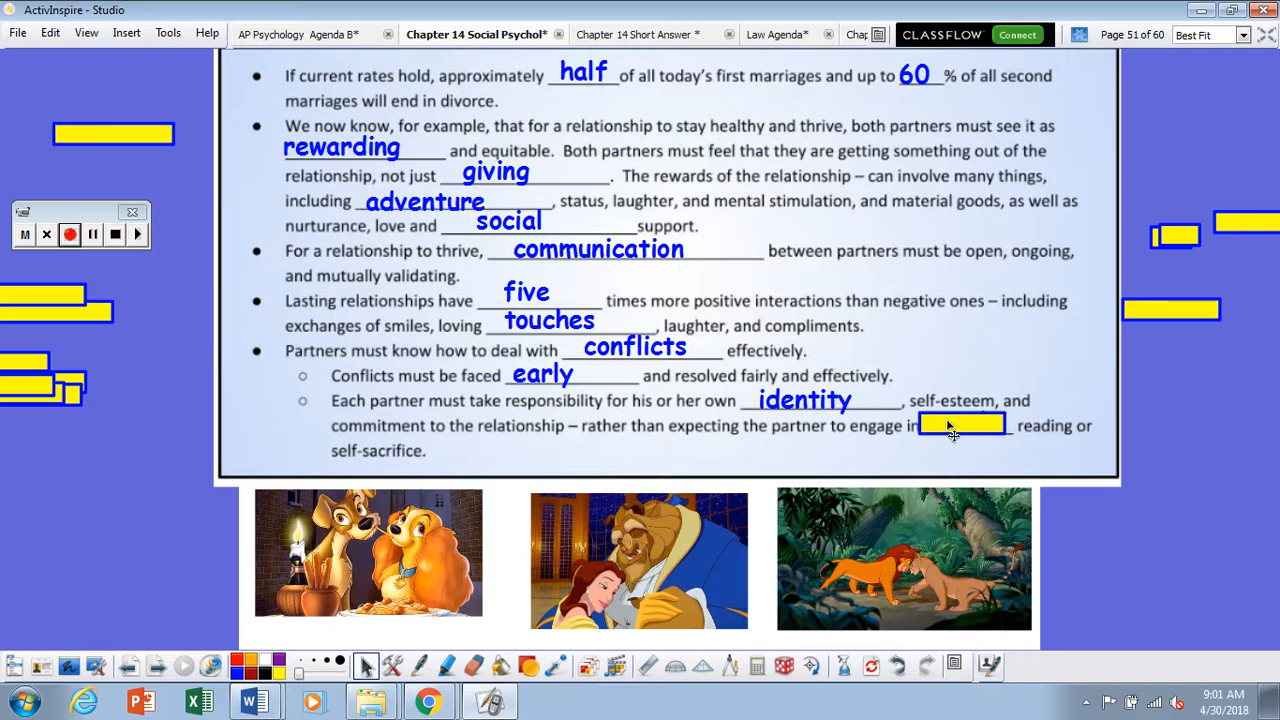 ActivInspire - Studio
File Edit View Insert Tools Help AP Psychology Agenda B* Chapter 14 Social Psychol* Chapter 14 Short Answer * Law Agenda* Chap CLASSFLOW Connect Page 51 of 60 Best Fit
• If current rates hold, approximately half of all today's first marriages and up to 60 % of all second
marriages will end in divorce.
• We now know, for example, that for a relationship to stay healthy and thrive, both partners must see it as
rewarding and equitable. Both partners must feel that they are getting something out of the
relationship, not just giving. The rewards of the relationship – can involve many things,
including adventure, status, laughter, and mental stimulation, and material goods, as well as
nurturance, love and social support.
• For a relationship to thrive, communication between partners must be open, ongoing,
and mutually validating.
• Lasting relationships have five times more positive interactions than negative ones – including
exchanges of smiles, loving touches, laughter, and compliments.
• Partners must know how to deal with conflicts effectively.
○ Conflicts must be faced early and resolved fairly and effectively.
○ Each partner must take responsibility for his or her own identity, self-esteem, and
commitment to the relationship – rather than expecting the partner to engage in _ reading or
self-sacrifice.
M
9:01 AM
4/30/2018